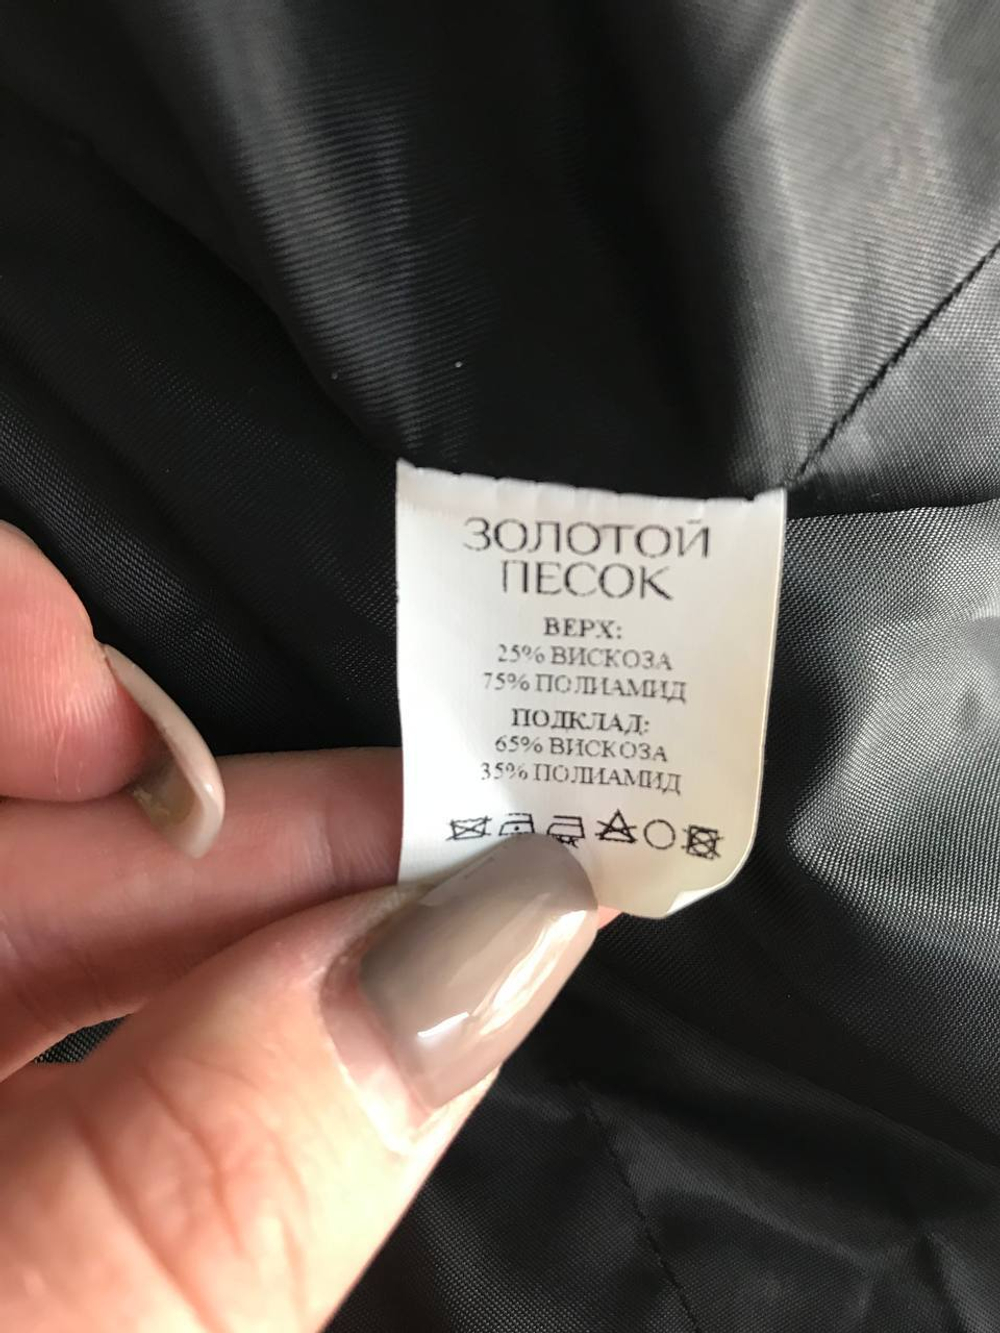 ЗОЛОТОЙ
ПЕСОК
ВЕРХ:
25% ВИСКОЗА
75% ПОЛИАМИД
ПОДКЛАД:
65% ВИСКОЗА
35% ПОЛИАМИД